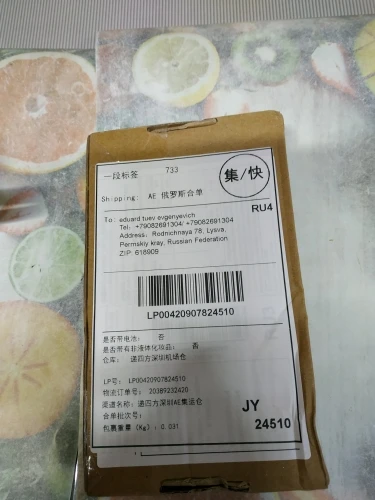 一段标签 733
集/快
Shipping: AE 俄罗斯合单
RU4
To: eduard tuev evgenyevich
Tel: +79082691304/ +79082691304
Address: Rodnichnaya 78, Lysva,
Permskiy kray, Russian Federation
ZIP: 618909
LP00420907824510
是否带电池: 否
是否带有非液体化妆品: 否
仓库: 递四方深圳机场仓
LP号: LP00420907824510
物流订单号: 20389232420
渠道名称: 递四方深圳AE集运仓
合单批次号:
包裹重量 (Kg): 0.031
JY
24510